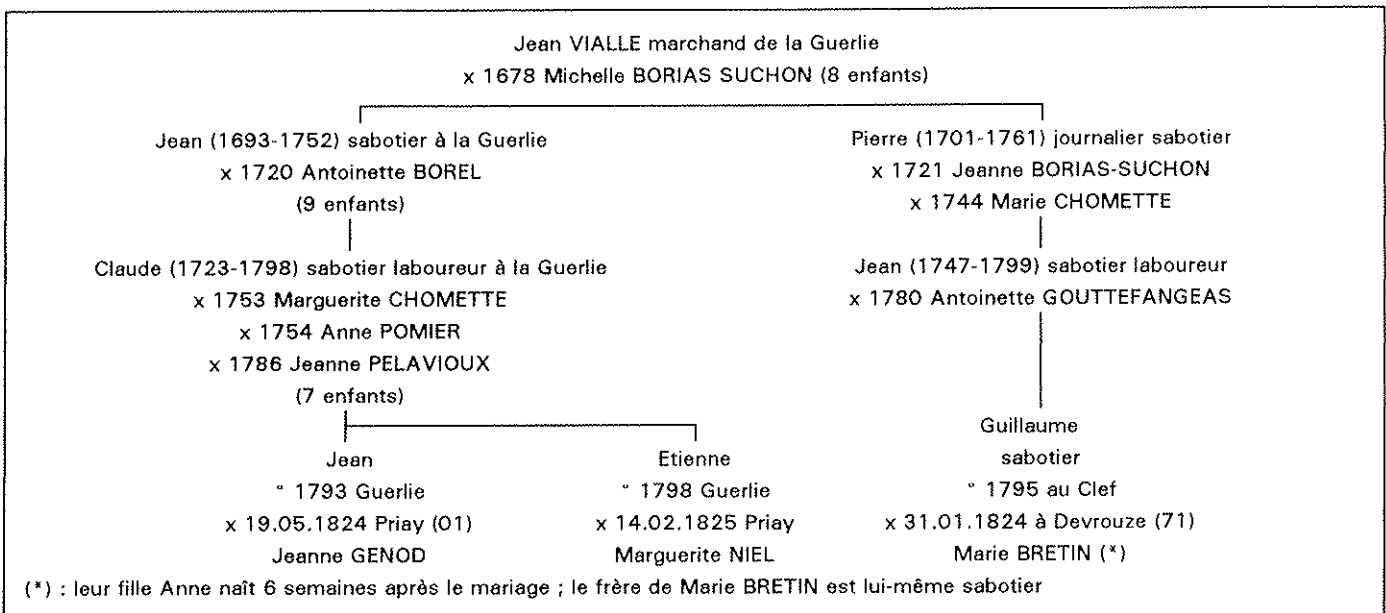 Jean VIALLE marchand de la Guerlie
x 1678 Michelle BORIAS SUCHON (8 enfants)
Jean (1693-1752) sabotier à la Guerlie
x 1720 Antoinette BOREL
(9 enfants)
Pierre (1701-1761) journalier sabotier
x 1721 Jeanne BORIAS-SUCHON
x 1744 Marie CHOMETTE
Claude (1723-1798) sabotier laboureur à la Guerlie
x 1753 Marguerite CHOMETTE
x 1754 Anne POMIER
x 1786 Jeanne PELAVIOUX
(7 enfants)
Jean (1747-1799) sabotier laboureur
x 1780 Antoinette GOUTTEFANGEAS
Jean
° 1793 Guerlie
x 19.05.1824 Priay (01)
Jeanne GENOD
Etienne
° 1798 Guerlie
x 14.02.1825 Priay
Marguerite NIEL
Guillaume
sabotier
° 1795 au Clef
x 31.01.1824 à Devrouze (71)
Marie BRETIN (*)
(*) : leur fille Anne naît 6 semaines après le mariage ; le frère de Marie BRETIN est lui-même sabotier